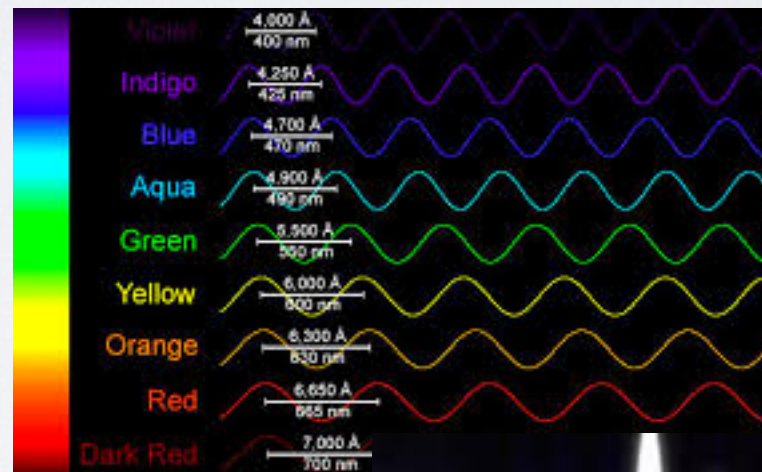 Violet
4,000 Å
400 nm
Indigo
4,250 Å
425 nm
Blue
4,700 Å
470 nm
Aqua
4,900 Å
490 nm
Green
5,500 Å
550 nm
Yellow
6,000 Å
600 nm
Orange
6,300 Å
630 nm
Red
6,650 Å
665 nm
Dark Red
7,000 Å
700 nm